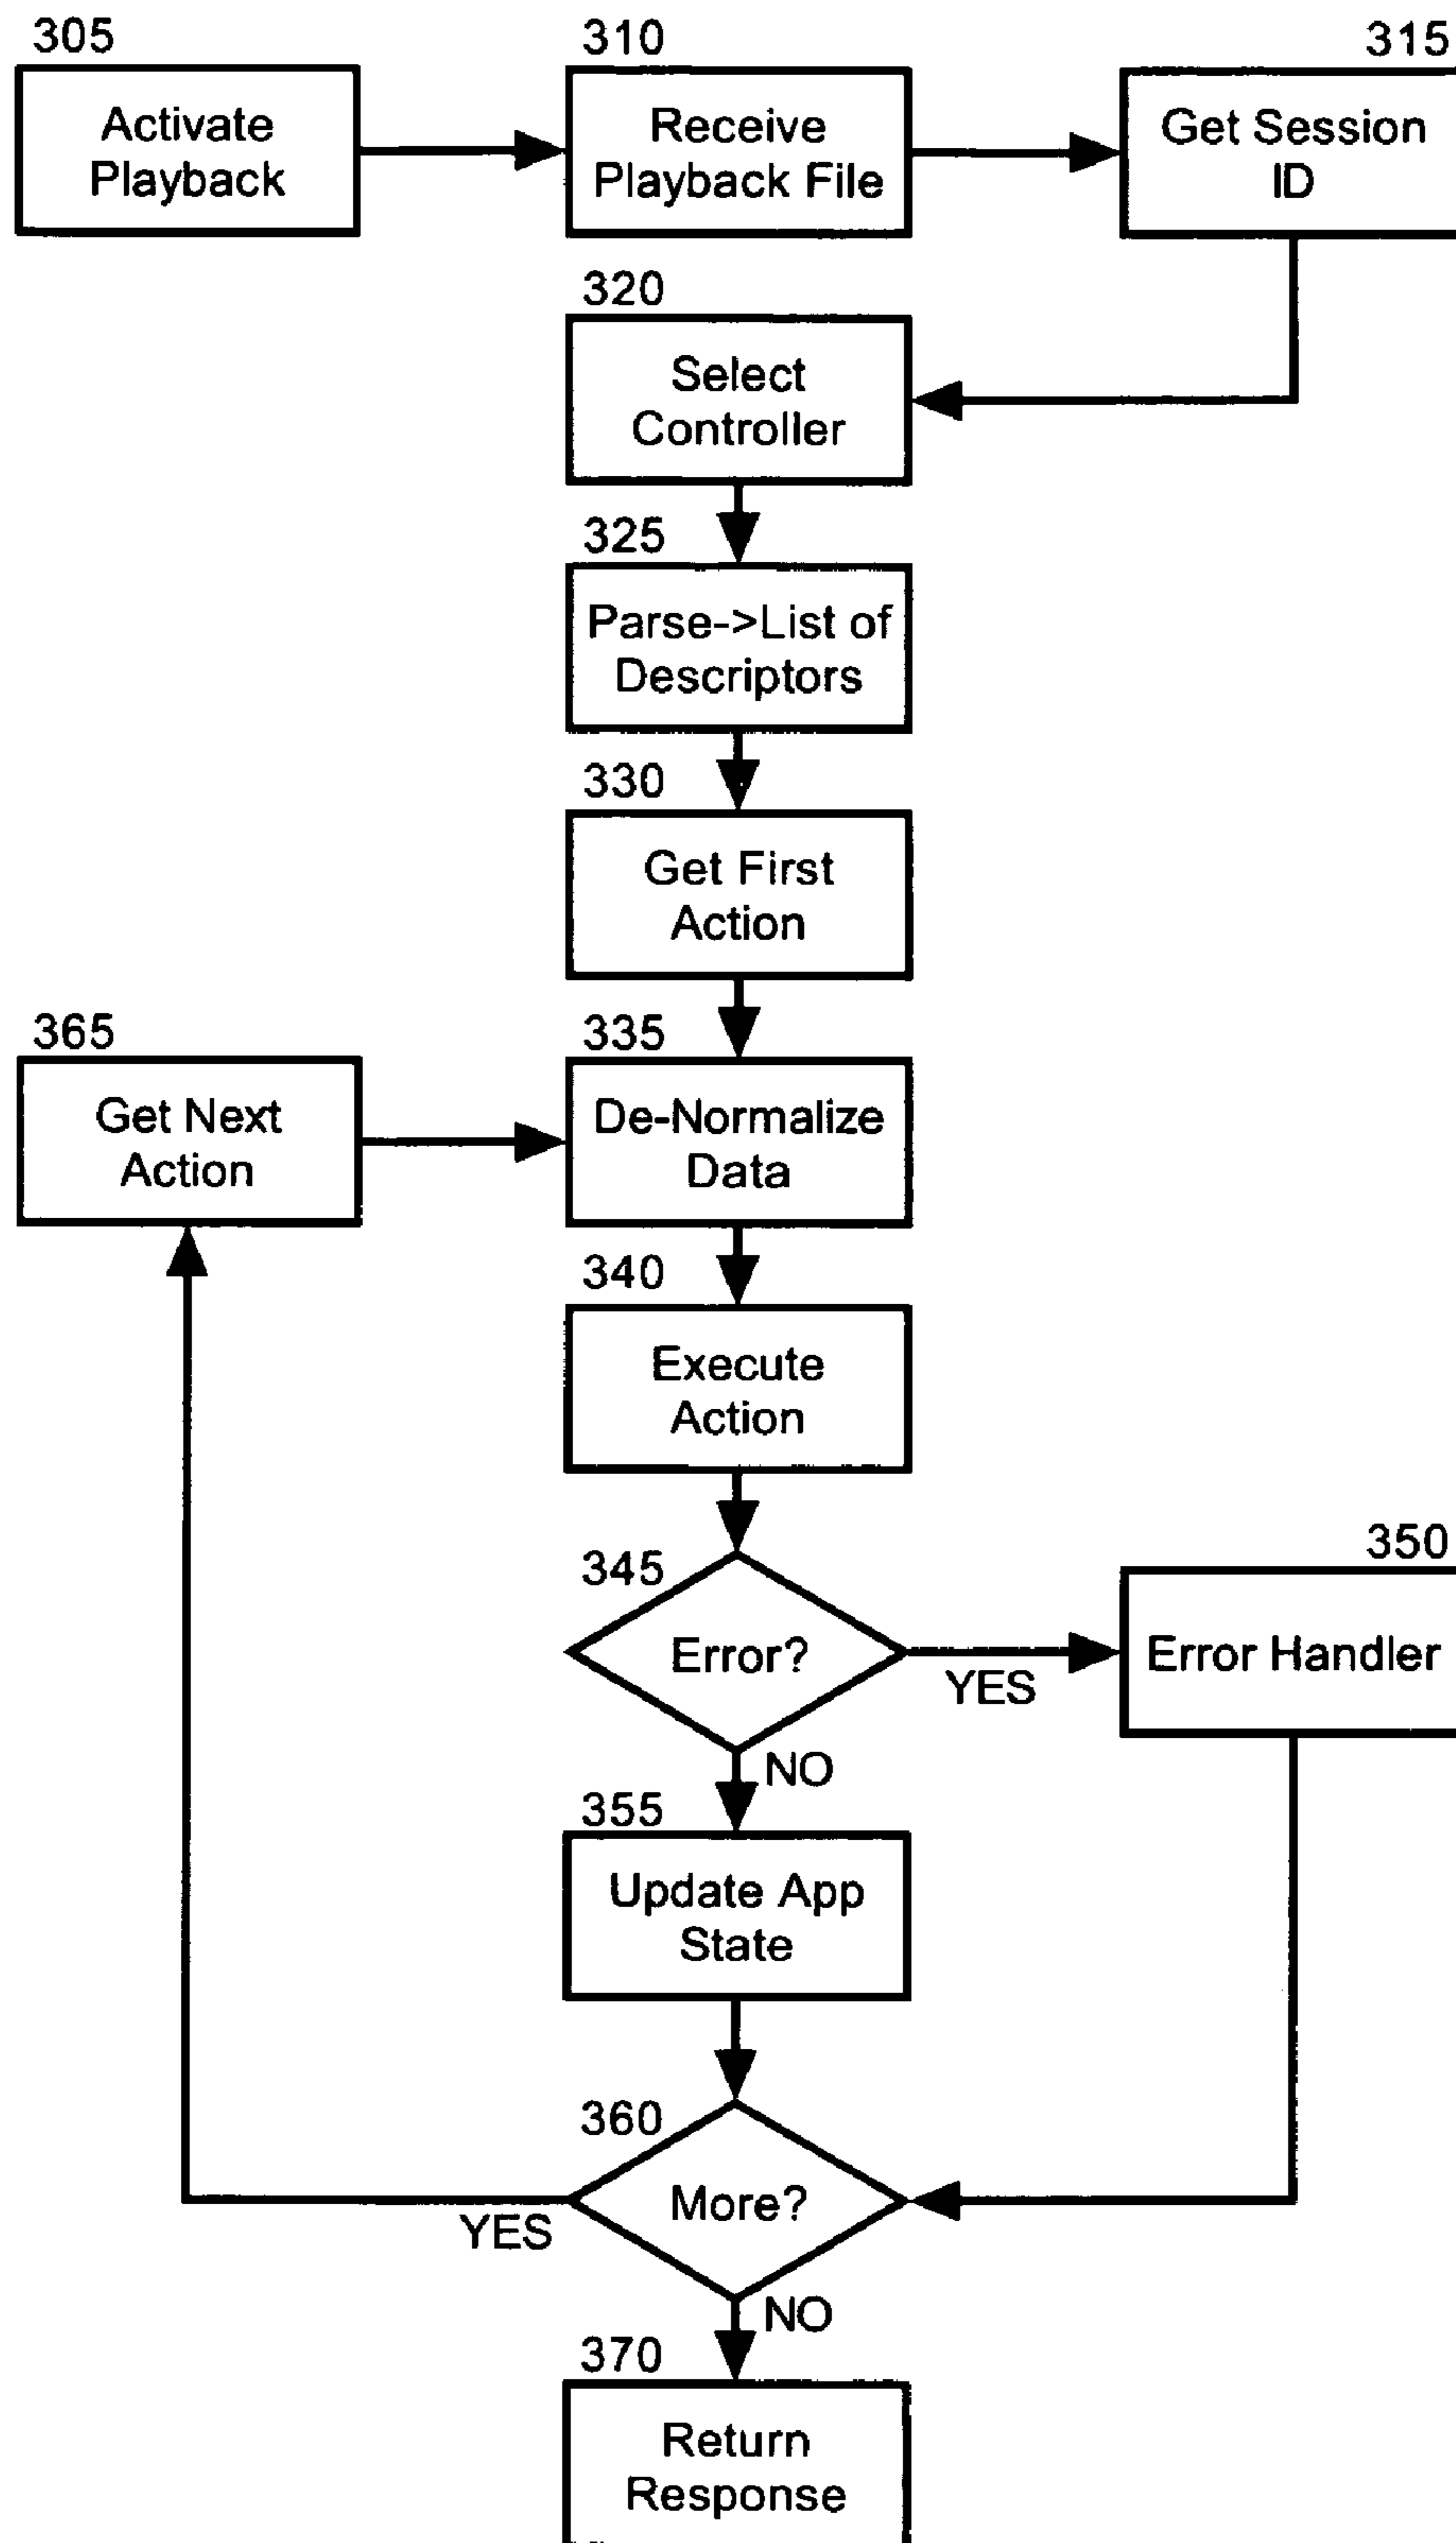 305
Activate
Playback
310
Receive
Playback File
315
Get Session
ID
320
Select
Controller
325
Parse->List of
Descriptors
330
Get First
Action
365
Get Next
Action
335
De-Normalize
Data
340
Execute
Action
345
Error?
YES
350
Error Handler
NO
355
Update App
State
360
More?
YES
NO
370
Return
Response